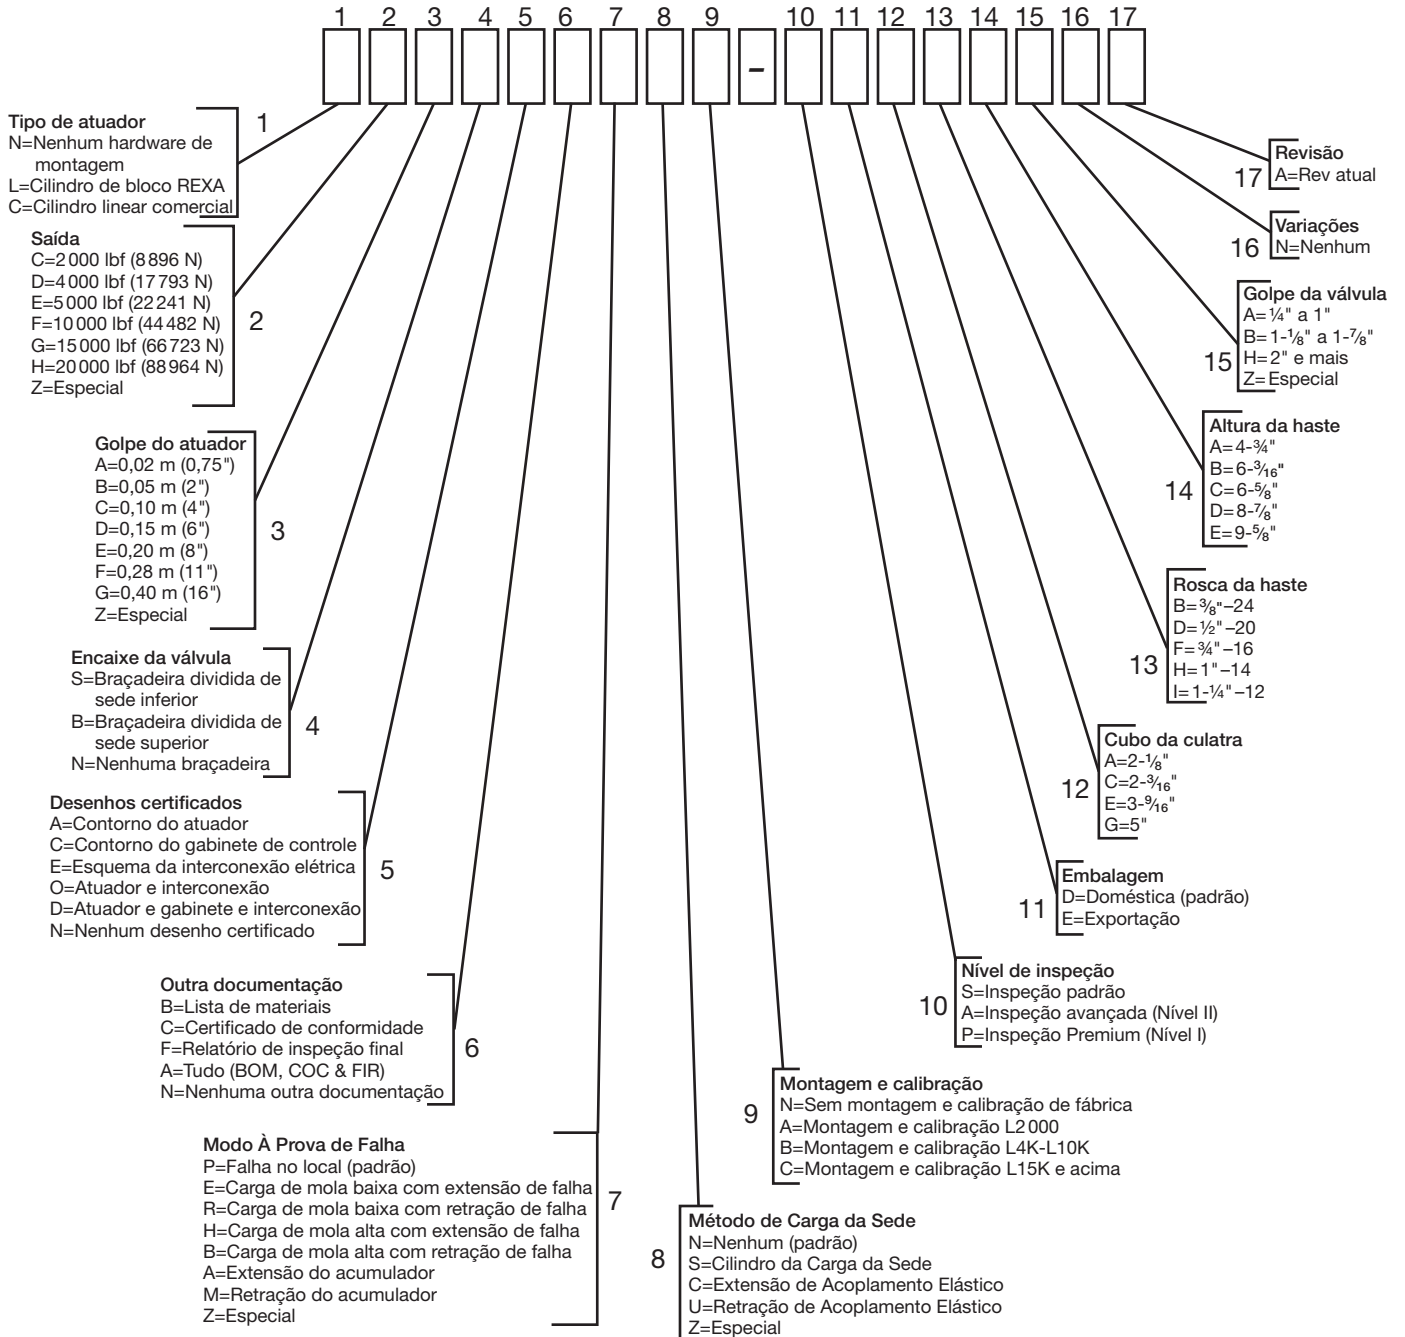 1 2 3 4 5 6 7 8 9 10 11 12 13 14 15 16 17
–
1
Tipo de atuador
N=Nenhum hardware de
montagem
L=Cilindro de bloco REXA
C=Cilindro linear comercial
2
Saída
C=2 000 lbf (8 896 N)
D=4 000 lbf (17 793 N)
E=5 000 lbf (22 241 N)
F=10 000 lbf (44 482 N)
G=15 000 lbf (66 723 N)
H=20 000 lbf (88 964 N)
Z=Especial
3
Golpe do atuador
A=0,02 m (0,75")
B=0,05 m (2")
C=0,10 m (4")
D=0,15 m (6")
E=0,20 m (8")
F=0,28 m (11")
G=0,40 m (16")
Z=Especial
4
Encaixe da válvula
S=Braçadeira dividida de
sede inferior
B=Braçadeira dividida de
sede superior
N=Nenhuma braçadeira
5
Desenhos certificados
A=Contorno do atuador
C=Contorno do gabinete de controle
E=Esquema da interconexão elétrica
O=Atuador e interconexão
D=Atuador e gabinete e interconexão
N=Nenhum desenho certificado
6
Outra documentação
B=Lista de materiais
C=Certificado de conformidade
F=Relatório de inspeção final
A=Tudo (BOM, COC & FIR)
N=Nenhuma outra documentação
7
Modo À Prova de Falha
P=Falha no local (padrão)
E=Carga de mola baixa com extensão de falha
R=Carga de mola baixa com retração de falha
H=Carga de mola alta com extensão de falha
B=Carga de mola alta com retração de falha
A=Extensão do acumulador
M=Retração do acumulador
Z=Especial
8
Método de Carga da Sede
N=Nenhum (padrão)
S=Cilindro da Carga da Sede
C=Extensão de Acoplamento Elástico
U=Retração de Acoplamento Elástico
Z=Especial
9
Montagem e calibração
N=Sem montagem e calibração de fábrica
A=Montagem e calibração L2 000
B=Montagem e calibração L4K-L10K
C=Montagem e calibração L15K e acima
10
Nível de inspeção
S=Inspeção padrão
A=Inspeção avançada (Nível II)
P=Inspeção Premium (Nível I)
11
Embalagem
D=Doméstica (padrão)
E=Exportação
12
Cubo da culatra
A=2-⅛"
C=2-³⁄₁₆"
E=3-⁹⁄₁₆"
G=5"
13
Rosca da haste
B=⅜"–24
D=½"–20
F=¾"–16
H=1"–14
I=1-¼"–12
14
Altura da haste
A=4-¾"
B=6-³⁄₁₆"
C=6-⅝"
D=8-⅞"
E=9-⅝"
15
Golpe da válvula
A=¼" a 1"
B=1-⅛" a 1-⅞"
H=2" e mais
Z=Especial
16
Variações
N=Nenhum
17
Revisão
A=Rev atual